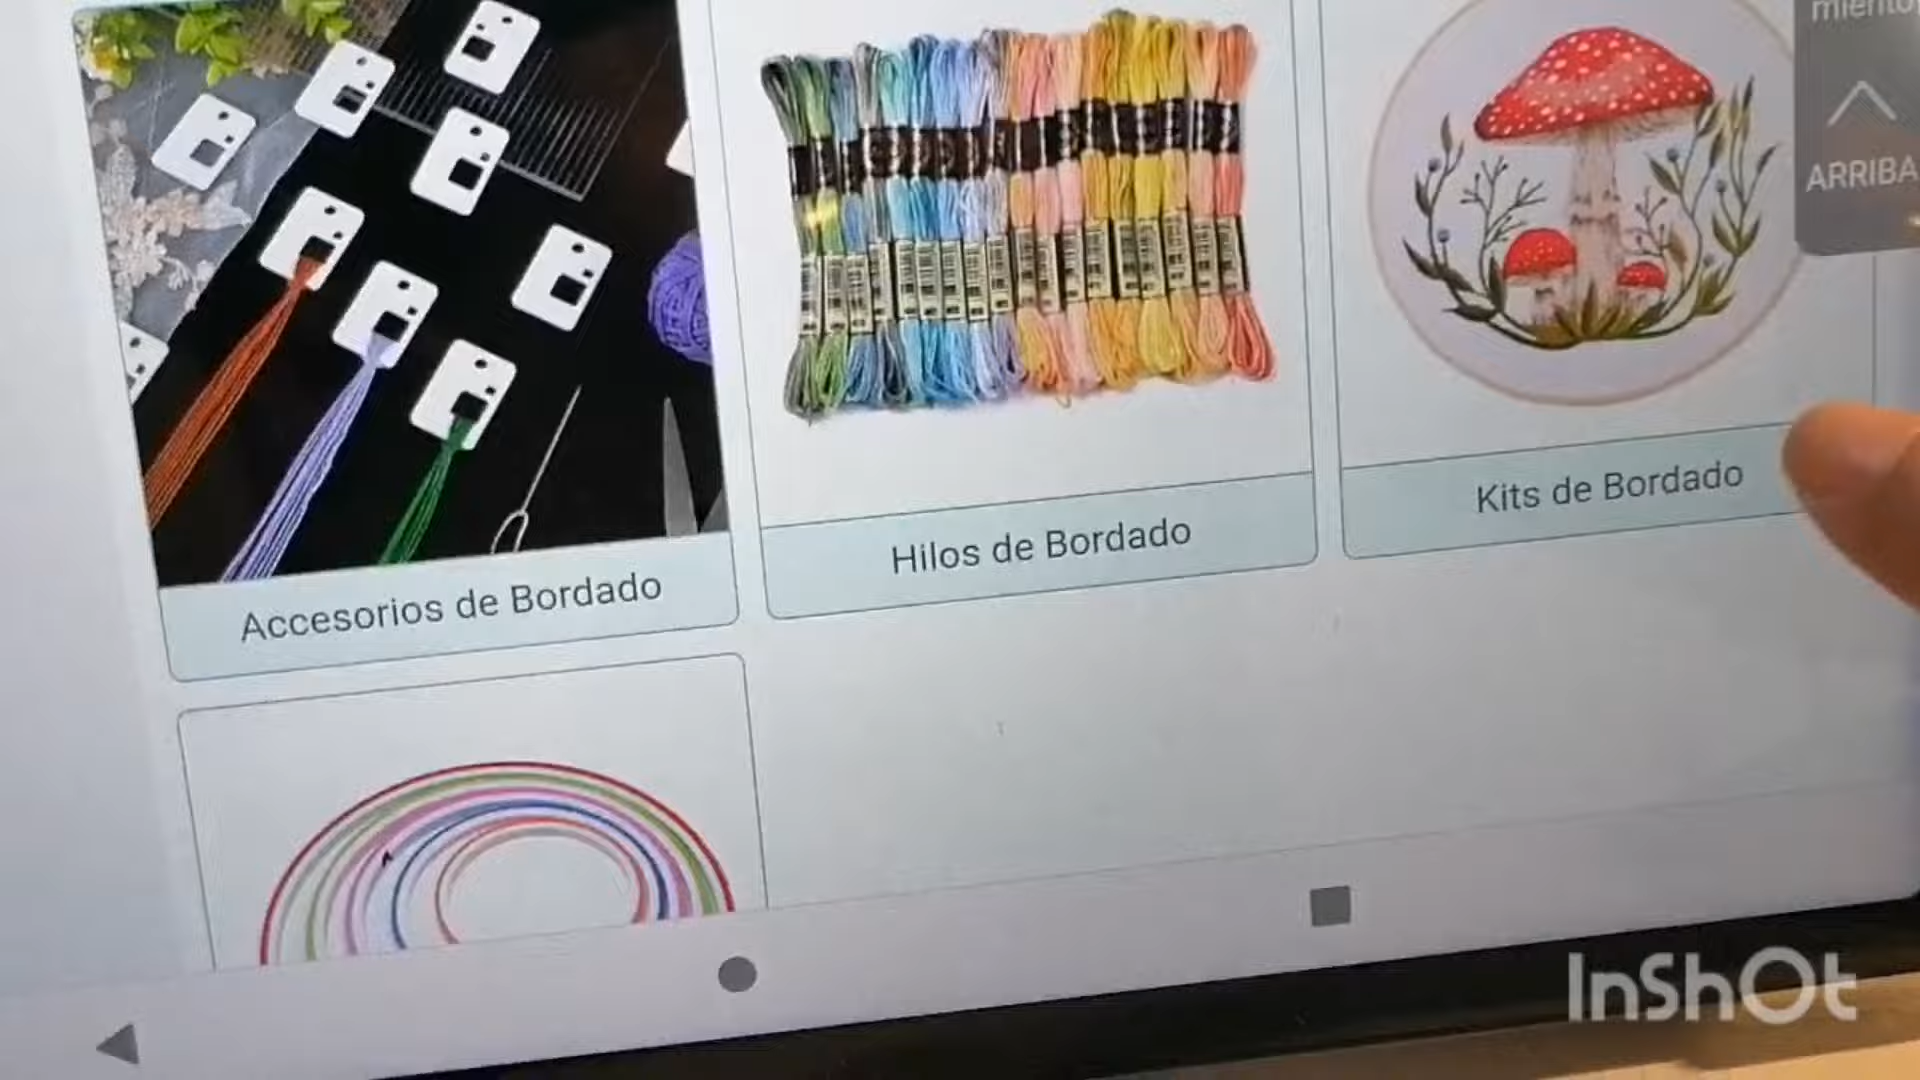 ARRIBA
Accesorios de Bordado
Hilos de Bordado
Kits de Bordado
InShOt